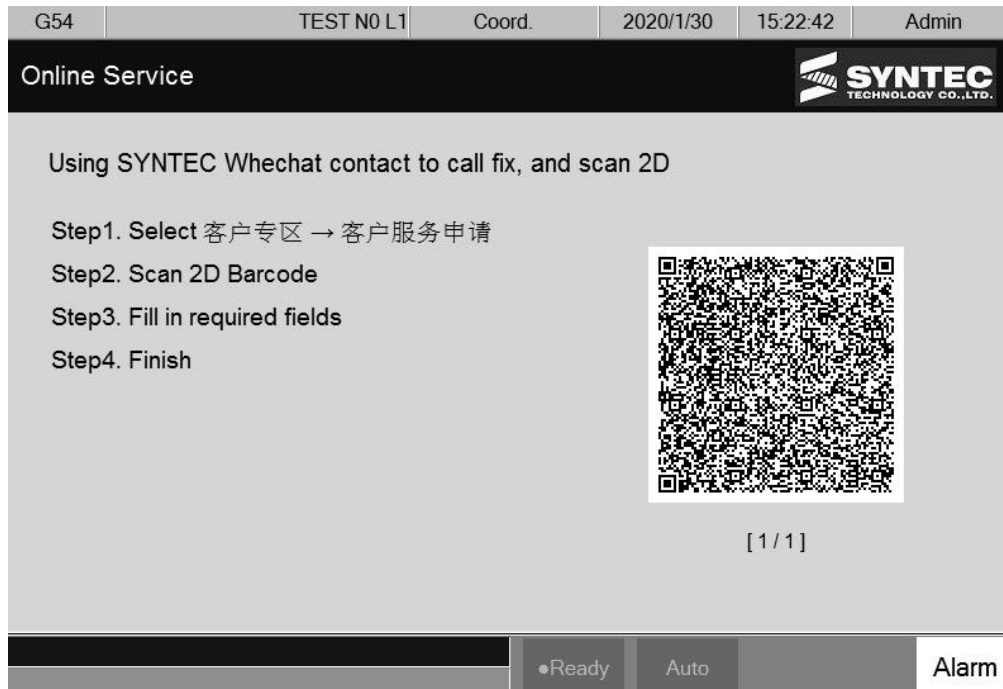 G54 TEST N0 L1 Coord. 2020/1/30 15:22:42 Admin
Online Service
SYNTEC
TECHNOLOGY CO.,LTD.
Using SYNTEC Whechat contact to call fix, and scan 2D
Step1. Select 客户专区 → 客户服务申请
Step2. Scan 2D Barcode
Step3. Fill in required fields
Step4. Finish
[ 1 / 1 ]
●Ready Auto Alarm